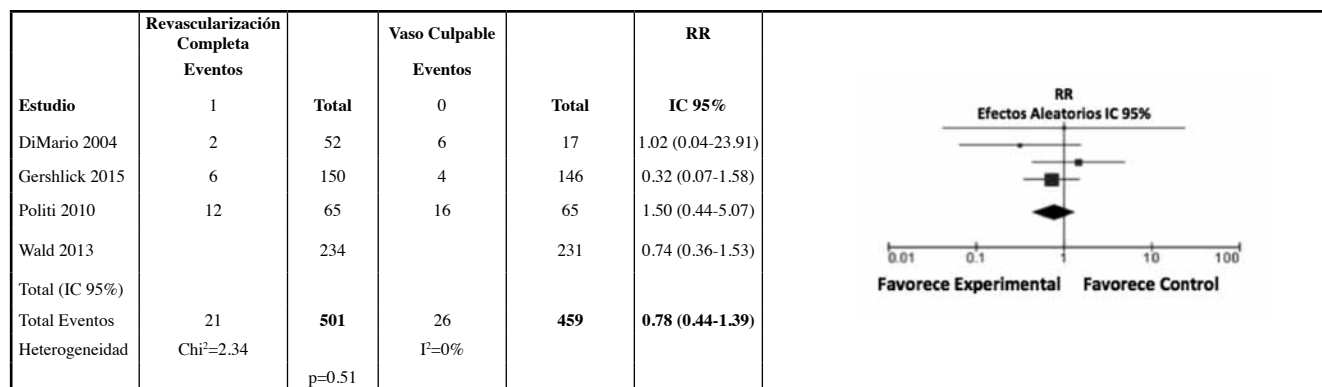 Revascularización Completa Vaso Culpable RR
Eventos Eventos
Estudio 1 Total 0 Total IC 95%
DiMario 2004 2 52 6 17 1.02 (0.04-23.91)
Gershlick 2015 6 150 4 146 0.32 (0.07-1.58)
Politi 2010 12 65 16 65 1.50 (0.44-5.07)
Wald 2013 234 231 0.74 (0.36-1.53)
Total (IC 95%)
Total Eventos 21 501 26 459 0.78 (0.44-1.39)
Heterogeneidad Chi²=2.34 I²=0%
p=0.51
RR
Efectos Aleatorios IC 95%
0.01 0.1 1 10 100
Favorece Experimental Favorece Control